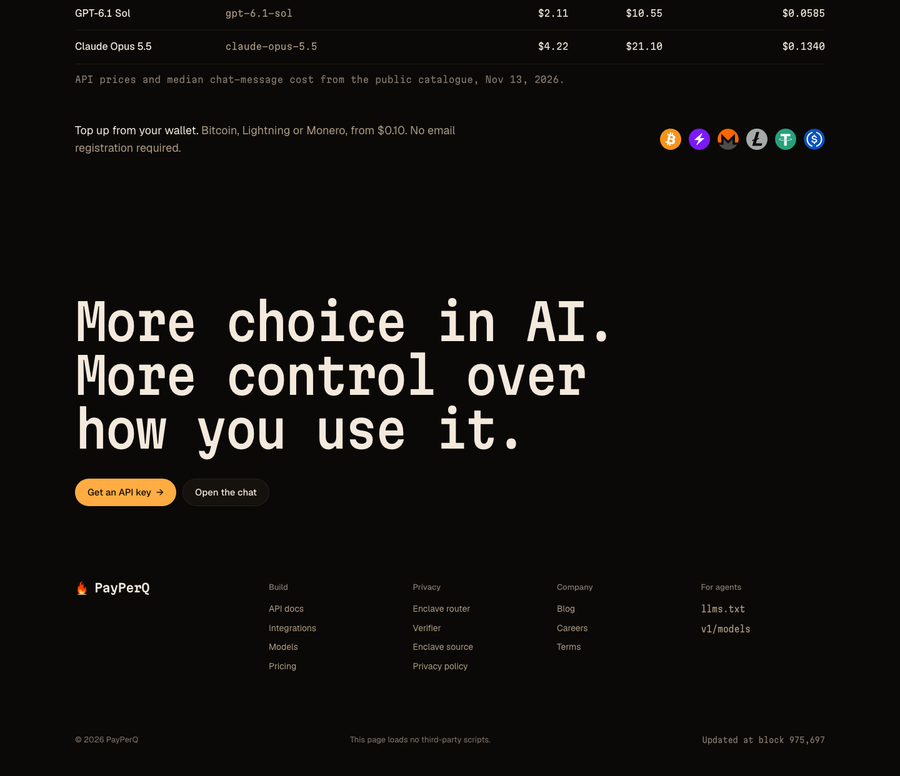 GPT-6.1 Sol gpt-6.1-sol $2.11 $10.55 $0.0585
Claude Opus 5.5 claude-opus-5.5 $4.22 $21.10 $0.1340
API prices and median chat-message cost from the public catalogue, Nov 13, 2026.
Top up from your wallet. Bitcoin, Lightning or Monero, from $0.10. No email
registration required.
More choice in AI.
More control over
how you use it.
Get an API key →
Open the chat
PayPerQ
Build
API docs
Integrations
Models
Pricing
Privacy
Enclave router
Verifier
Enclave source
Privacy policy
Company
Blog
Careers
Terms
For agents
llms.txt
v1/models
© 2026 PayPerQ
This page loads no third-party scripts.
Updated at block 975,697